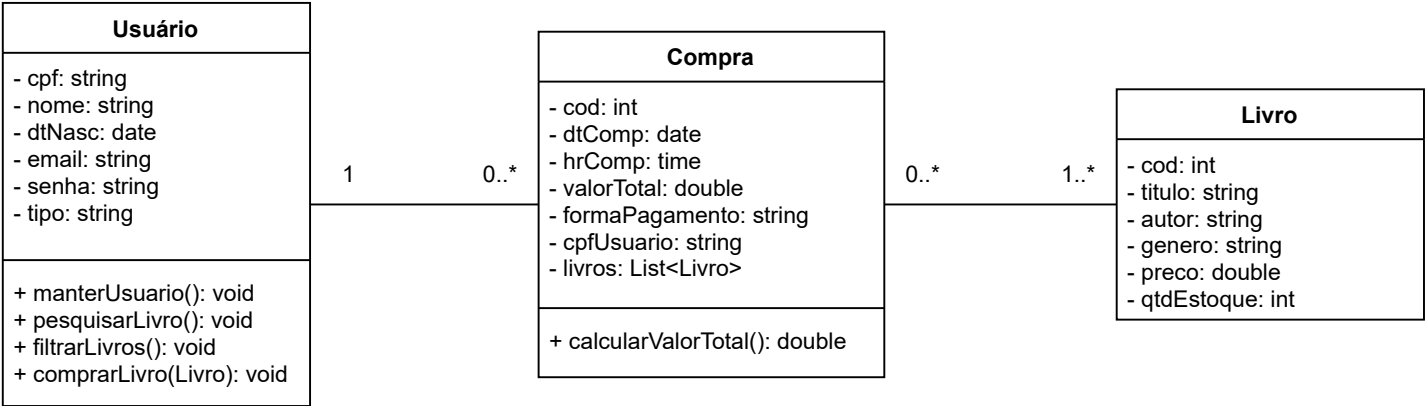 Usuário
- cpf: string
- nome: string
- dtNasc: date
- email: string
- senha: string
- tipo: string
+ manterUsuario(): void
+ pesquisarLivro(): void
+ filtrarLivros(): void
+ comprarLivro(Livro): void
1
0..*
Compra
- cod: int
- dtComp: date
- hrComp: time
- valorTotal: double
- formaPagamento: string
- cpfUsuario: string
- livros: List<Livro>
+ calcularValorTotal(): double
0..*
1..*
Livro
- cod: int
- titulo: string
- autor: string
- genero: string
- preco: double
- qtdEstoque: int